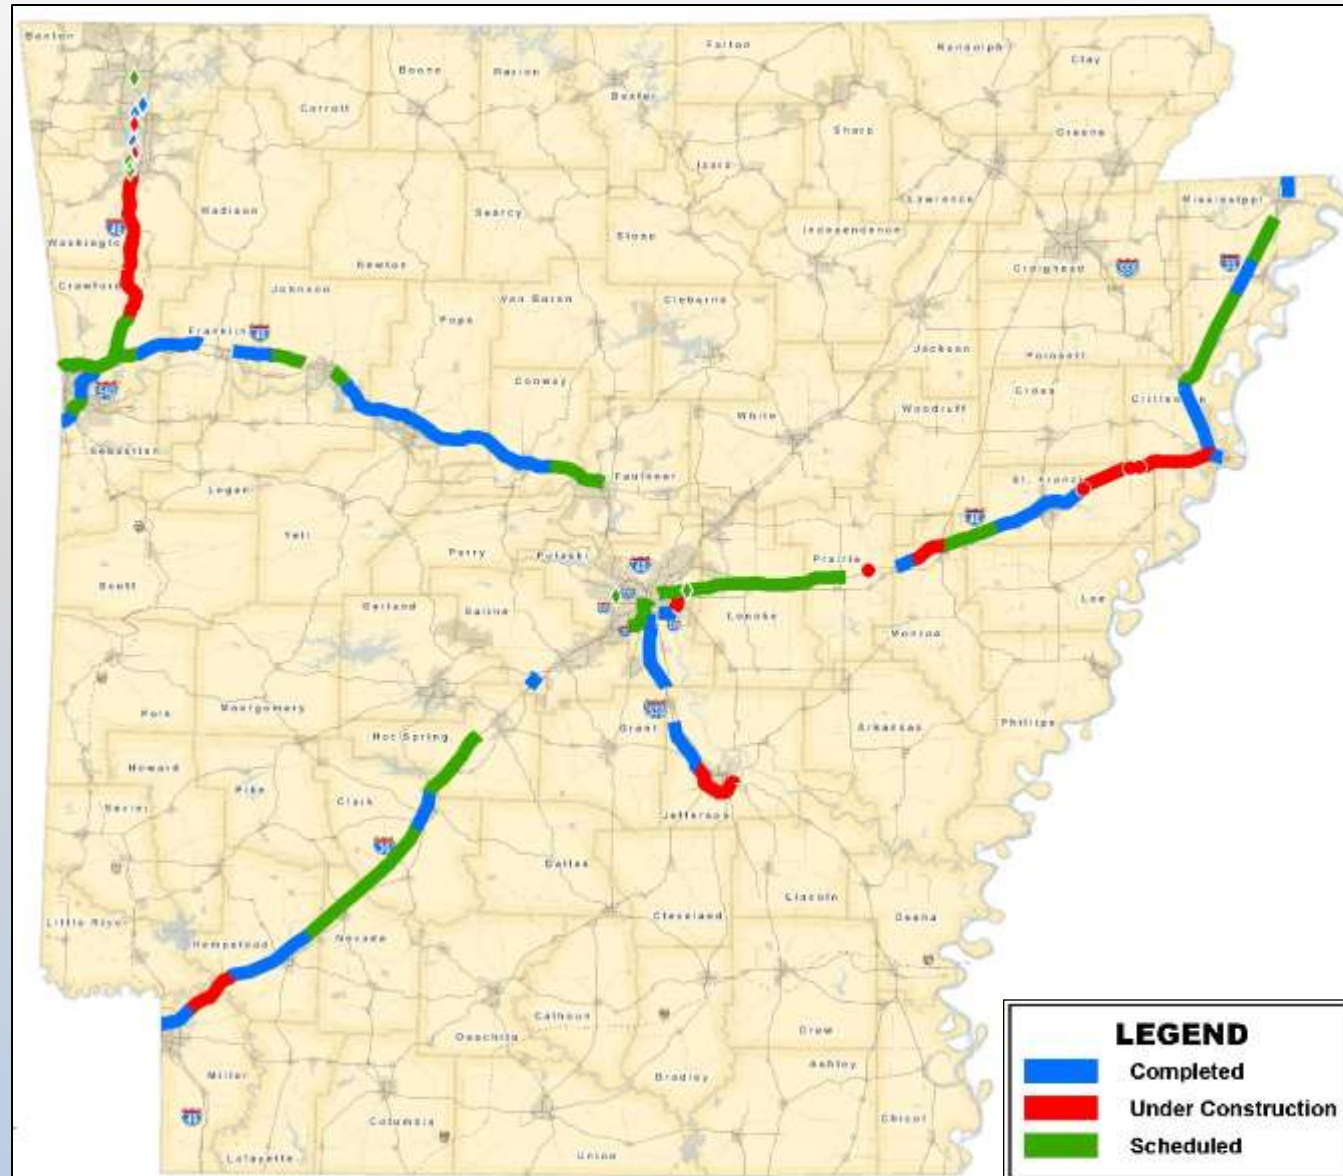 Benton
Carroll
Boone
Marion
Baxter
Fulton
Randolph
Clay
Sharp
Greene
Izard
Lawrence
Mississippi
Washington
Madison
Newton
Searcy
Stone
Independence
Craighead
555
Crawford
Johnson
Franklin
Pope
Van Buren
Cleburne
Jackson
Poinsett
Conway
White
Woodruff
Cross
Crittenden
Sebastian
Logan
Faulkner
St. Francis
Yell
Perry
Pulaski
Prairie
Scott
Garland
Saline
Lonoke
Monroe
Lee
Polk
Montgomery
Hot Spring
Grant
Arkansas
Phillips
Howard
Pike
Clark
Sevier
Jefferson
Dallas
Lincoln
Little River
Hempstead
Nevada
Cleveland
Desha
Ouachita
Calhoun
Drew
Miller
Bradley
Ashley
Columbia
Chicot
Lafayette
Union
LEGEND
Completed
Under Construction
Scheduled